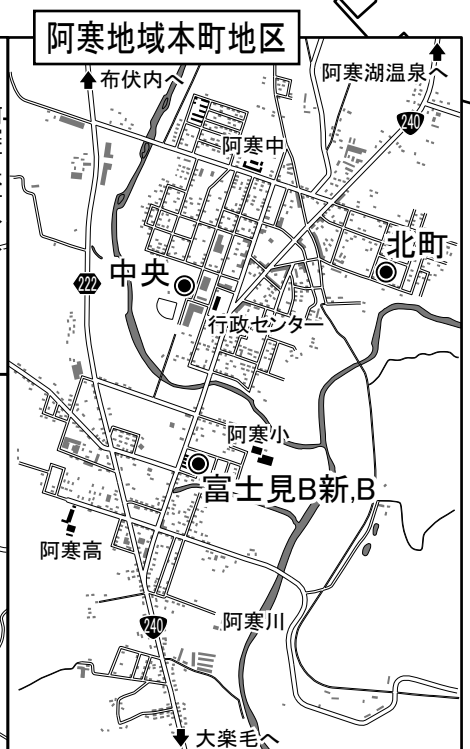 阿寒地域本町地区
布伏内へ
阿寒湖温泉へ
240
阿寒中
北町
222
中央
行政センター
阿寒小
富士見B新,B
阿寒高
240
阿寒川
大楽毛へ